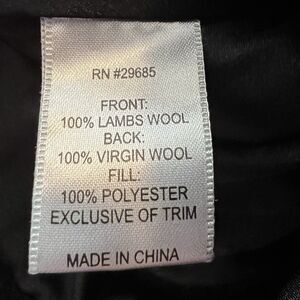 RN #29685
FRONT:
100% LAMBS WOOL
BACK:
100% VIRGIN WOOL
FILL:
100% POLYESTER
EXCLUSIVE OF TRIM
MADE IN CHINA